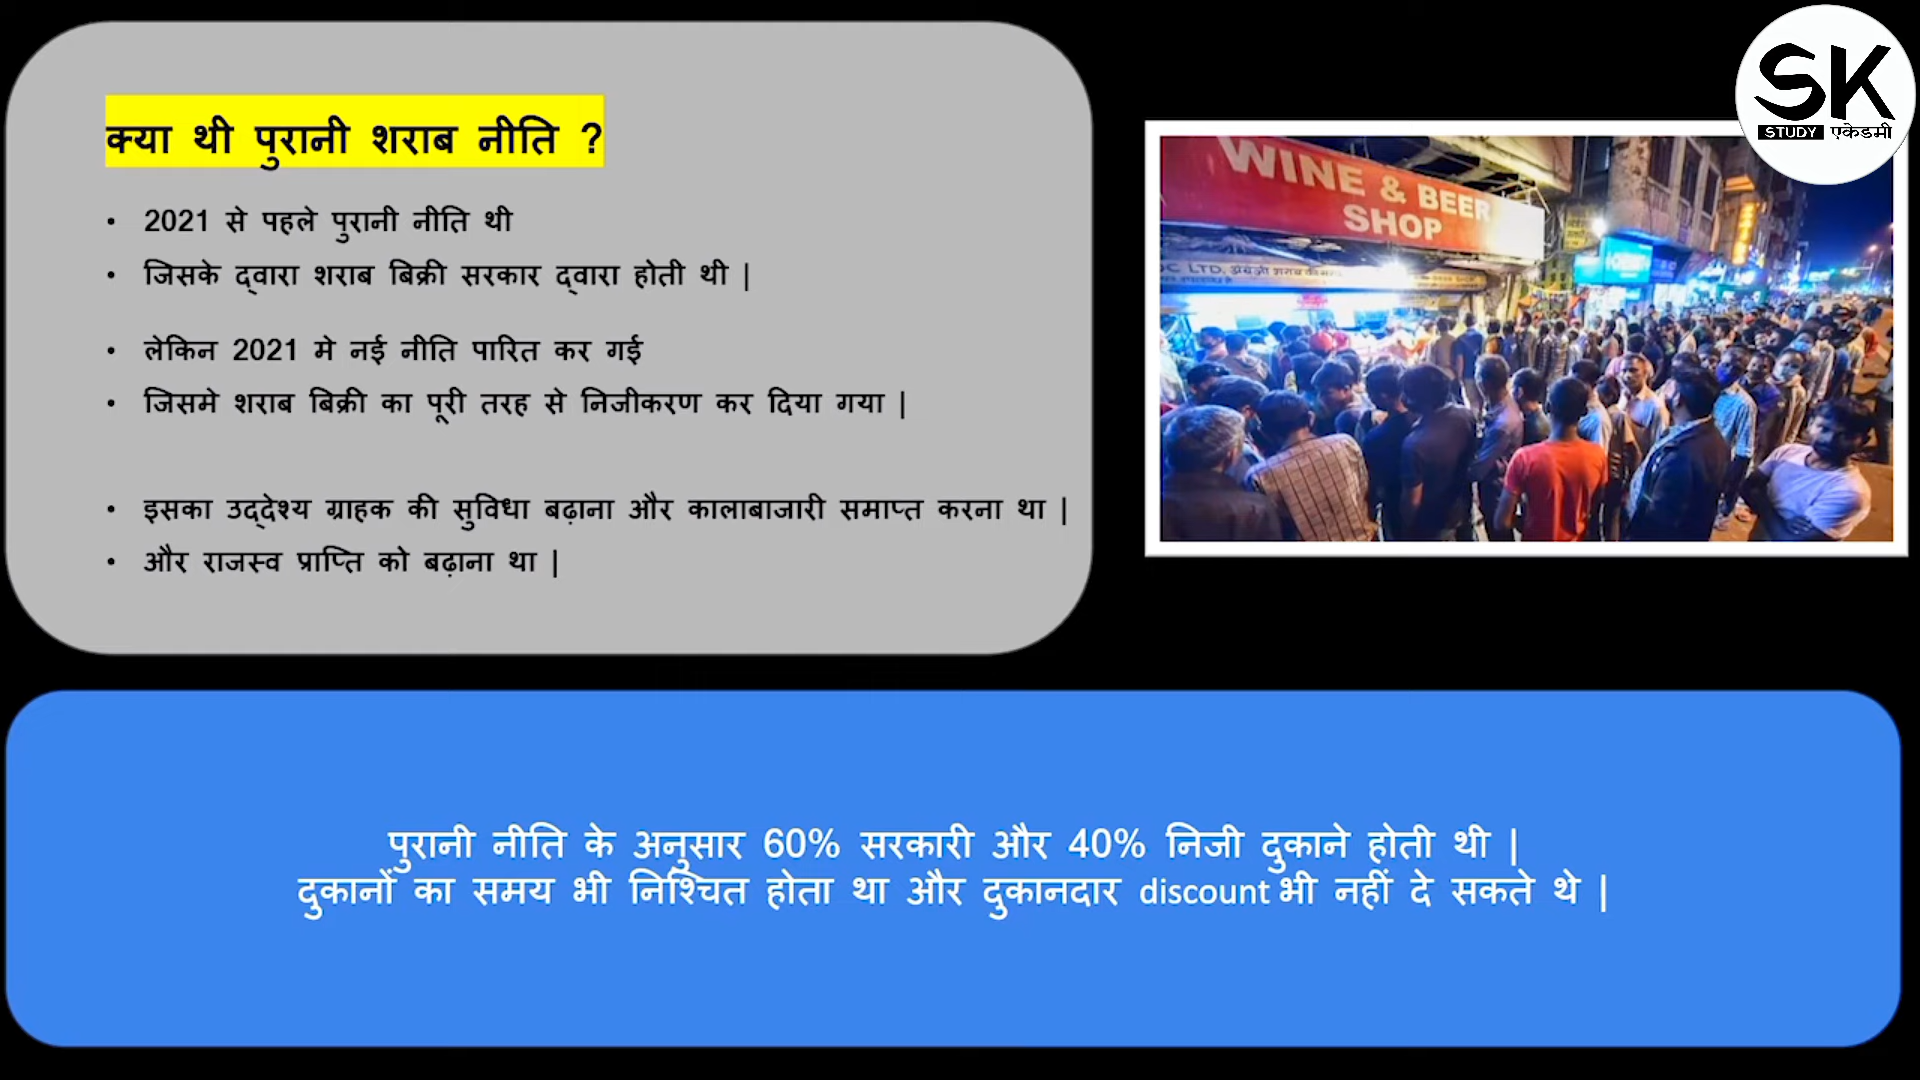 क्या थी पुरानी शराब नीति ?
• 2021 से पहले पुरानी नीति थी
• जिसके द्वारा शराब बिक्री सरकार द्वारा होती थी |
• लेकिन 2021 मे नई नीति पारित कर गई
• जिसमे शराब बिक्री का पूरी तरह से निजीकरण कर दिया गया |
• इसका उद्देश्य ग्राहक की सुविधा बढ़ाना और कालाबाजारी समाप्त करना था |
• और राजस्व प्राप्ति को बढ़ाना था |
SK
STUDY एकेडमी
WINE & BEER
SHOP
LTD. अंग्रेजी शराब
पुरानी नीति के अनुसार 60% सरकारी और 40% निजी दुकाने होती थी |
दुकानों का समय भी निश्चित होता था और दुकानदार discount भी नहीं दे सकते थे |